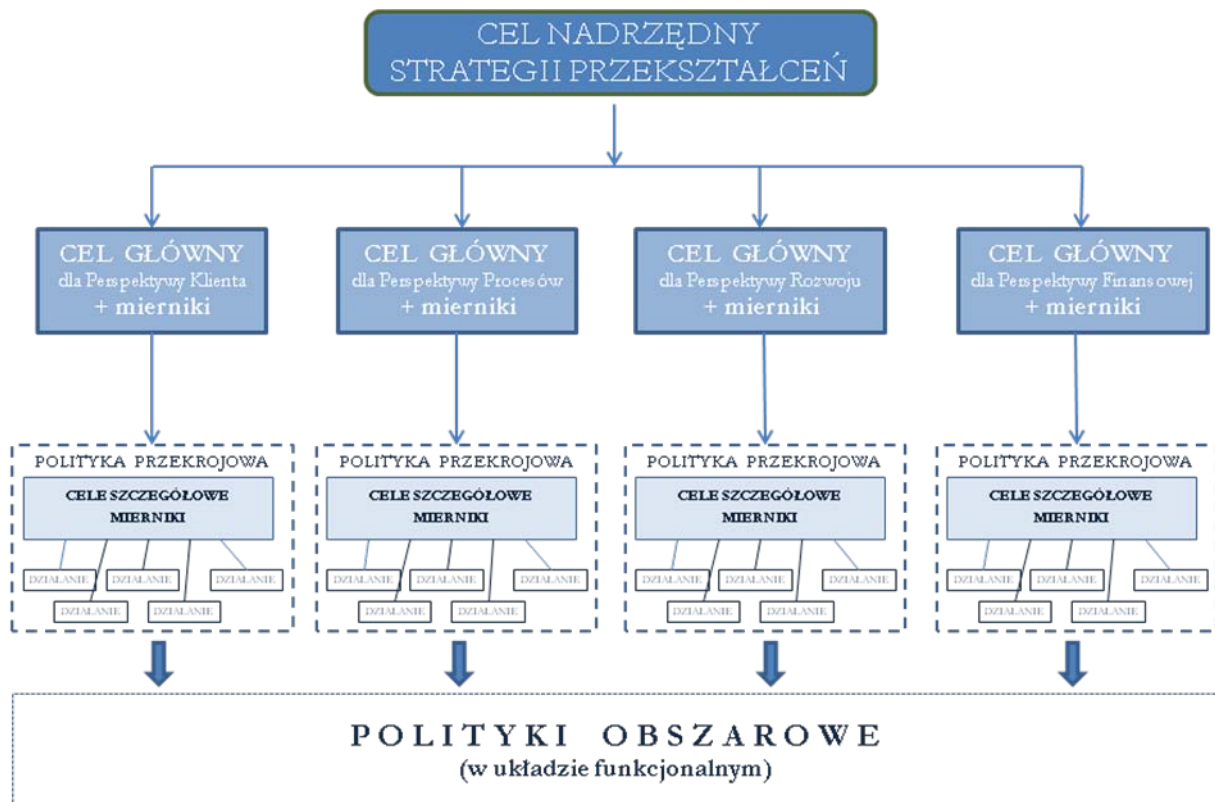 CEL NADRZĘDNY
STRATEGII PRZEKSZTAŁCEŃ
CEL GŁÓWNY
dla Perspektywy Klienta
+ mierniki
CEL GŁÓWNY
dla Perspektywy Procesów
+ mierniki
CEL GŁÓWNY
dla Perspektywy Rozwoju
+ mierniki
CEL GŁÓWNY
dla Perspektywy Finansowej
+ mierniki
POLITYKA PRZEKROJOWA
CELE SZCZEGÓŁOWE
MIERNIKI
DZIAŁANIE
DZIAŁANIE
DZIAŁANIE
DZIAŁANIE
DZIAŁANIE
POLITYKA PRZEKROJOWA
CELE SZCZEGÓŁOWE
MIERNIKI
DZIAŁANIE
DZIAŁANIE
DZIAŁANIE
DZIAŁANIE
DZIAŁANIE
POLITYKA PRZEKROJOWA
CELE SZCZEGÓŁOWE
MIERNIKI
DZIAŁANIE
DZIAŁANIE
DZIAŁANIE
DZIAŁANIE
DZIAŁANIE
POLITYKA PRZEKROJOWA
CELE SZCZEGÓŁOWE
MIERNIKI
DZIAŁANIE
DZIAŁANIE
DZIAŁANIE
DZIAŁANIE
DZIAŁANIE
POLITYKI OBSZAROWE
(w układzie funkcjonalnym)